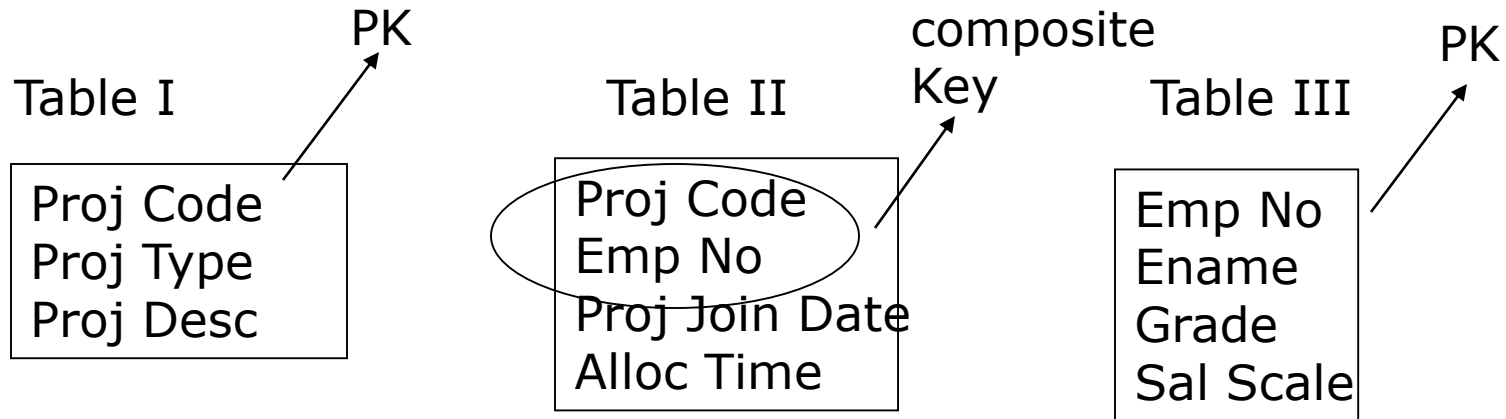 PK
Table I
Proj Code
Proj Type
Proj Desc
composite
Key
Table II
Proj Code
Emp No
Proj Join Date
Alloc Time
PK
Table III
Emp No
Ename
Grade
Sal Scale